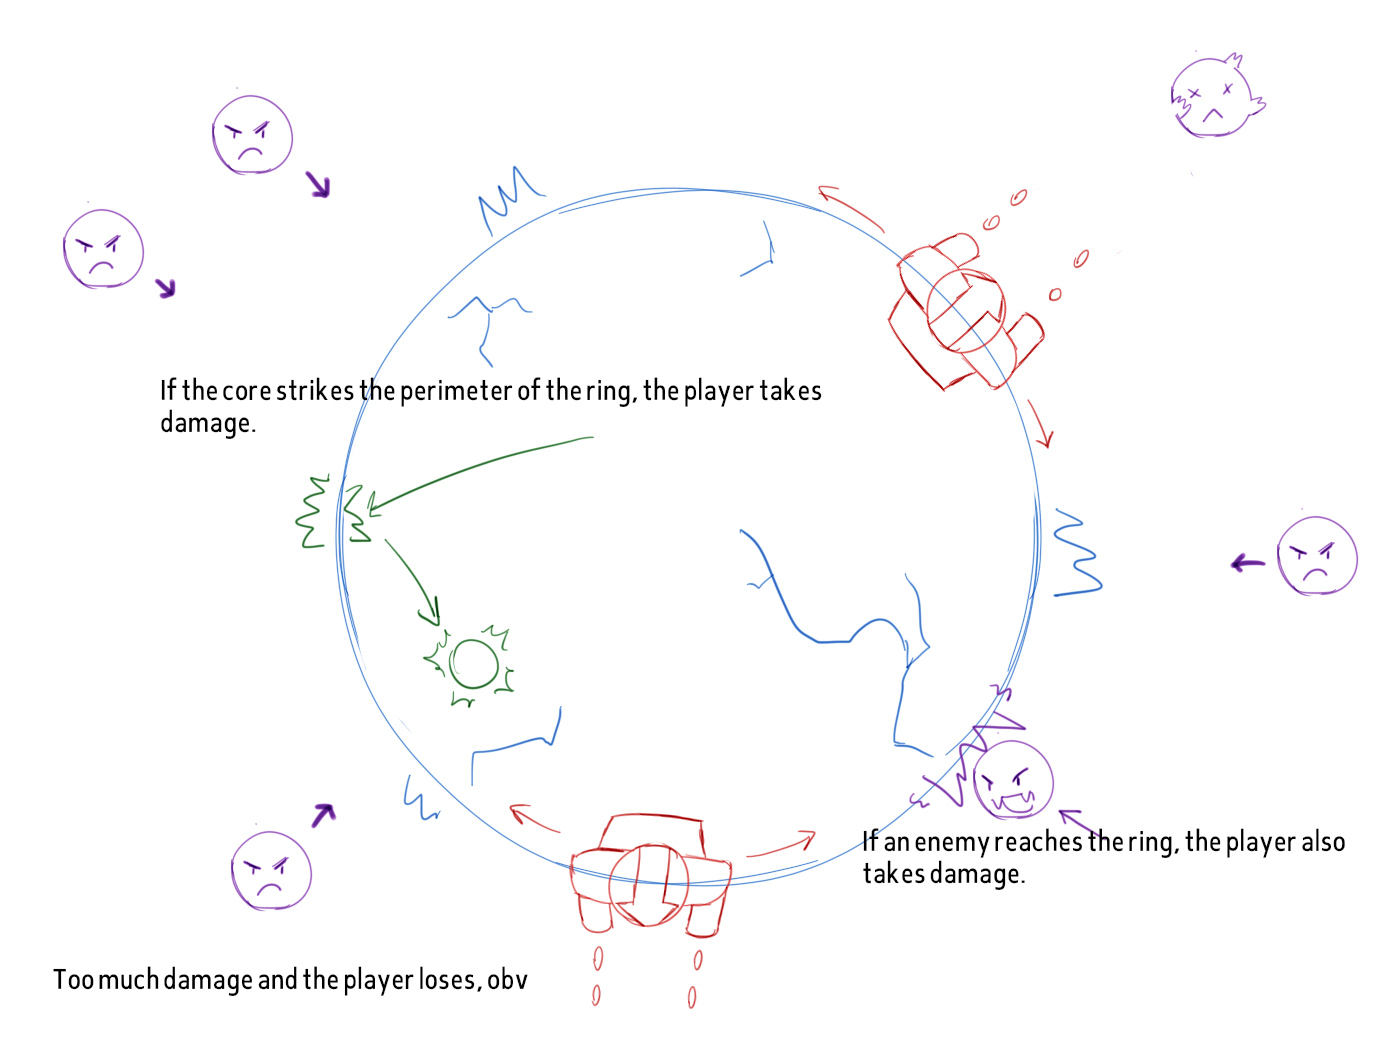 If the core strikes the perimeter of the ring, the player takes
damage.
If an enemy reaches the ring, the player also
takes damage.
Too much damage and the player loses, obv